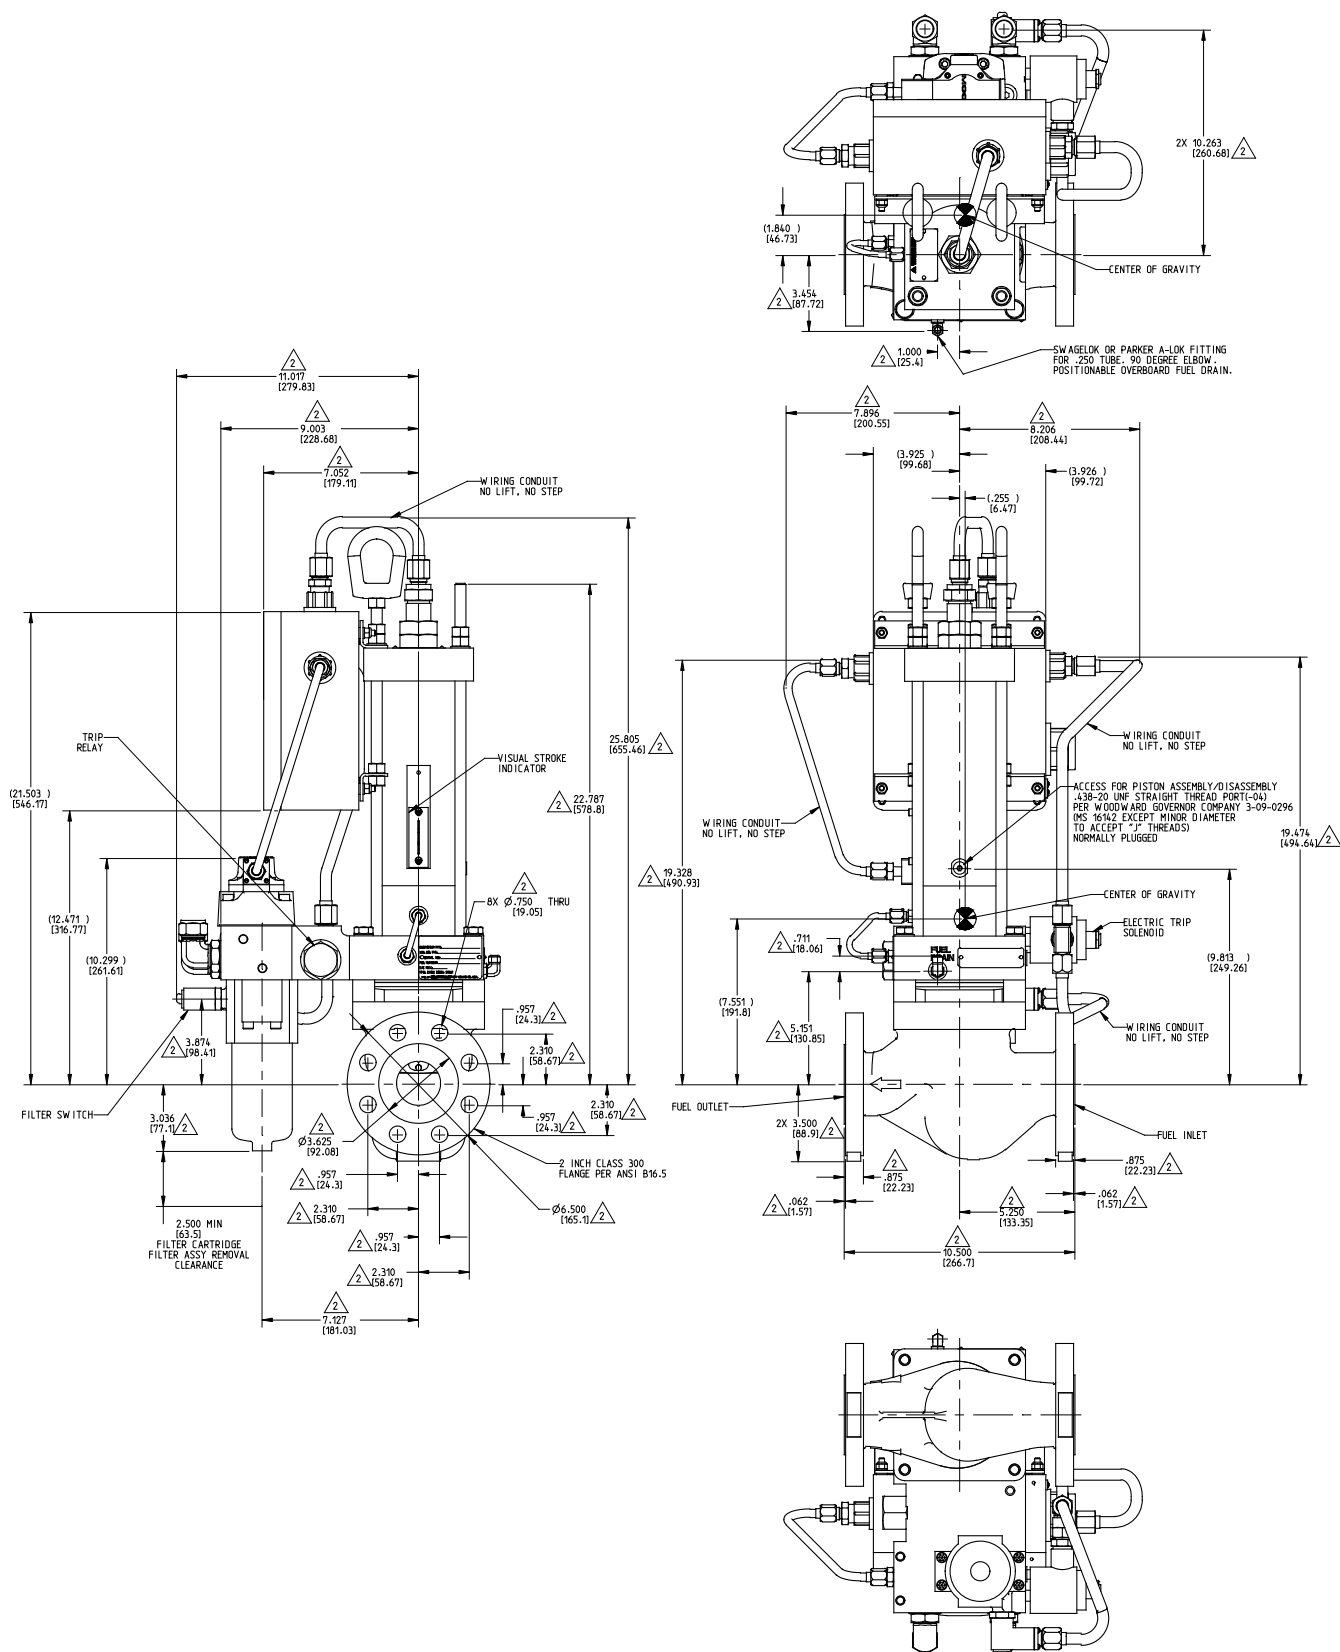 2X 10.263
[260.68] 2
(1.840 )
[46.73]
CENTER OF GRAVITY
2 3.454
[87.72]
2 1.000
[25.4]
SWAGELOK OR PARKER A-LOK FITTING
FOR .250 TUBE. 90 DEGREE ELBOW.
POSITIONABLE OVERBOARD FUEL DRAIN.
2
11.017
[279.83]
2
9.003
[228.68]
2
7.052
[179.11]
WIRING CONDUIT
NO LIFT, NO STEP
2
7.896
[200.55]
2
8.206
[208.44]
(3.925 )
[99.68]
(3.926 )
[99.72]
(.255 )
[6.47]
TRIP
RELAY
(21.503 )
[546.17]
VISUAL STROKE
INDICATOR
25.805
[655.46] 2
2 22.787
[578.8]
(12.471 )
[316.77]
(10.299 )
[261.61]
2
8X Ø.750 THRU
[19.05]
2 3.874
[98.41]
.957
[24.3] 2
2.310
[58.67] 2
FILTER SWITCH
3.036
[77.1] 2
2
Ø3.625
[92.08]
.957
[24.3] 2
2.310
[58.67] 2
2 .957
[24.3]
2 INCH CLASS 300
FLANGE PER ANSI B16.5
2 2.310
[58.67]
Ø6.500
[165.1] 2
2 .957
[24.3]
2 2.310
[58.67]
2.500 MIN
[63.5]
FILTER CARTRIDGE
FILTER ASSY REMOVAL
CLEARANCE
2
7.127
[181.03]
WIRING CONDUIT
NO LIFT, NO STEP
ACCESS FOR PISTON ASSEMBLY/DISASSEMBLY
.438-20 UNF STRAIGHT THREAD PORT(-04)
PER WOODWARD GOVERNOR COMPANY 3-09-0296
(MS 16142 EXCEPT MINOR DIAMETER
TO ACCEPT "J" THREADS)
NORMALLY PLUGGED
WIRING CONDUIT
NO LIFT, NO STEP
2 19.328
[490.93]
19.474
[494.64] 2
CENTER OF GRAVITY
ELECTRIC TRIP
SOLENOID
2 .711
[18.06]
FUEL
DRAIN
(9.813 )
[249.26]
(7.551 )
[191.8]
2 5.151
[130.85]
WIRING CONDUIT
NO LIFT, NO STEP
FUEL OUTLET
2X 3.500
[88.9] 2
FUEL INLET
2
.875
[22.23]
.875
[22.23] 2
2 .062
[1.57]
.062
[1.57] 2
2
5.250
[133.35]
2
10.500
[266.7]